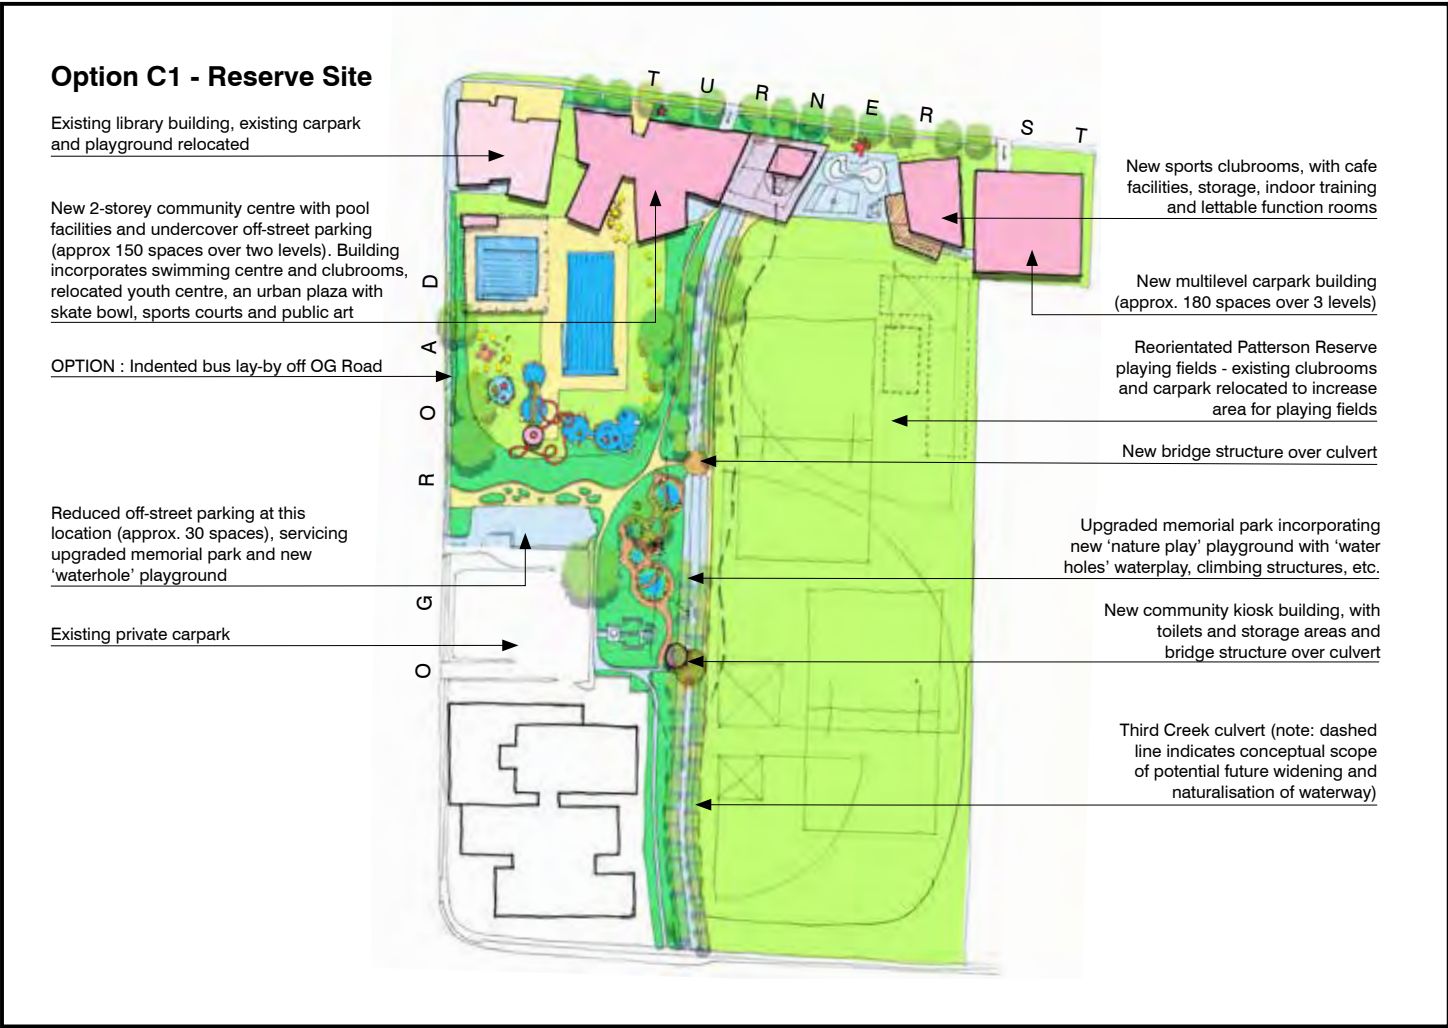 Option C1 - Reserve Site
Existing library building, existing carpark
and playground relocated
New 2-storey community centre with pool
facilities and undercover off-street parking
(approx 150 spaces over two levels). Building
incorporates swimming centre and clubrooms,
relocated youth centre, an urban plaza with
skate bowl, sports courts and public art
OPTION : Indented bus lay-by off OG Road
Reduced off-street parking at this
location (approx. 30 spaces), servicing
upgraded memorial park and new
‘waterhole’ playground
Existing private carpark
OG ROAD
TURNER ST
New sports clubrooms, with cafe
facilities, storage, indoor training
and lettable function rooms
New multilevel carpark building
(approx. 180 spaces over 3 levels)
Reorientated Patterson Reserve
playing fields - existing clubrooms
and carpark relocated to increase
area for playing fields
New bridge structure over culvert
Upgraded memorial park incorporating
new ‘nature play’ playground with ‘water
holes’ waterplay, climbing structures, etc.
New community kiosk building, with
toilets and storage areas and
bridge structure over culvert
Third Creek culvert (note: dashed
line indicates conceptual scope
of potential future widening and
naturalisation of waterway)